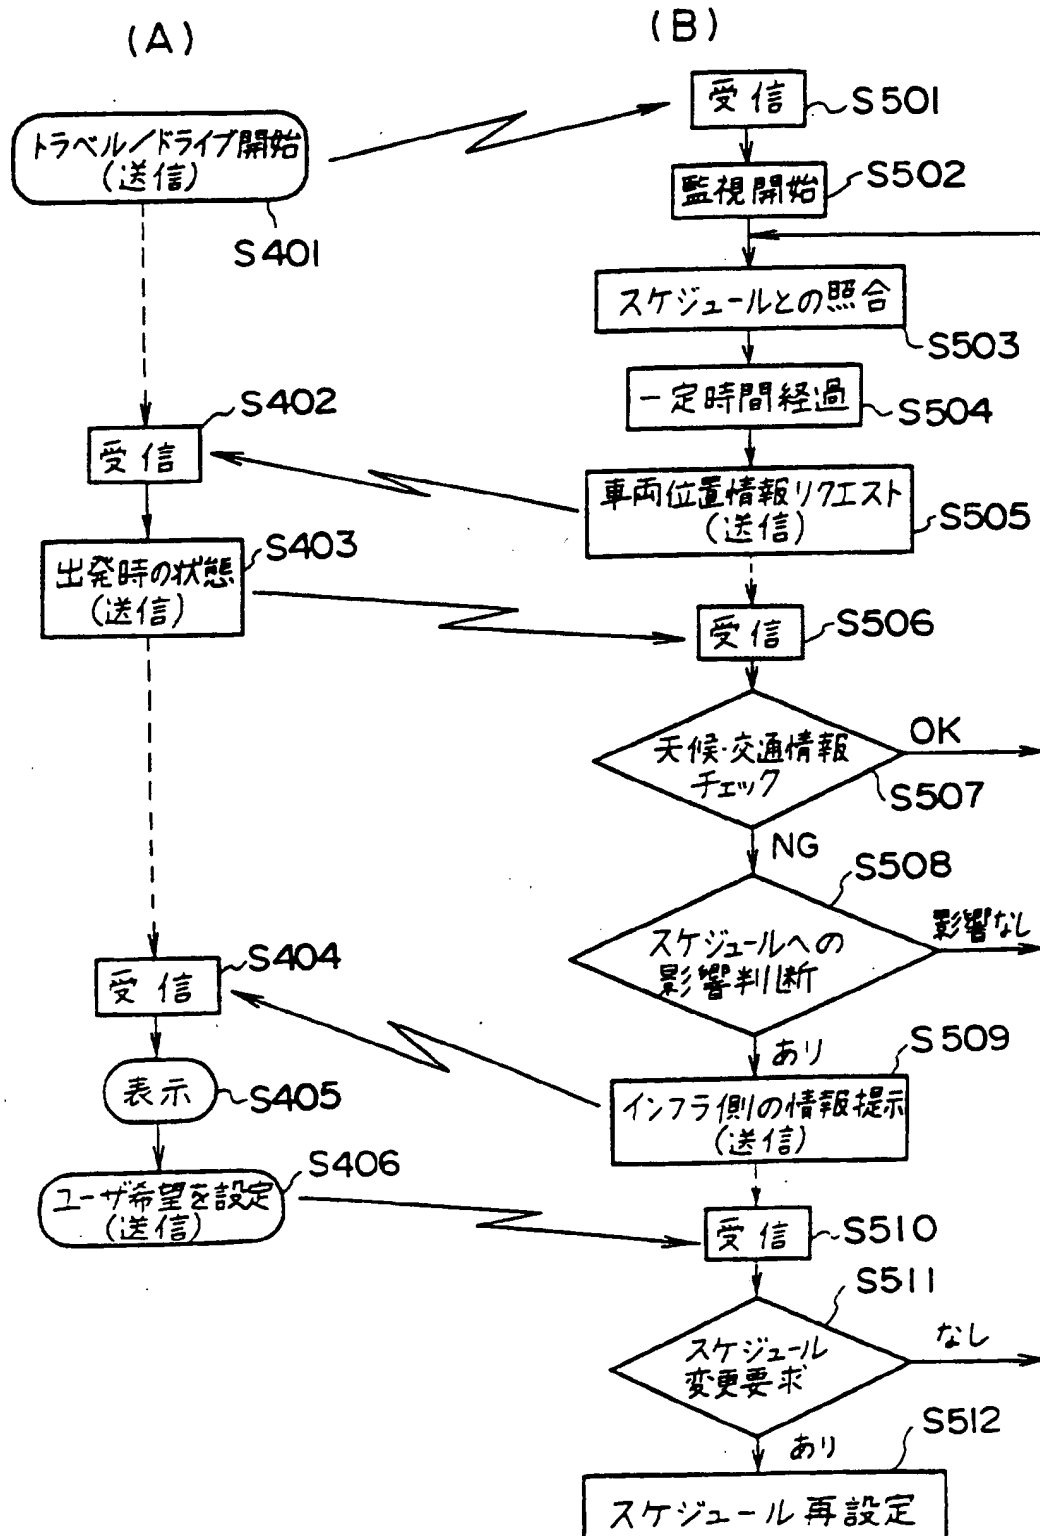 (A)
トラベル/ドライブ開始
(送信)
S401
S402
受信
S403
出発時の状態
(送信)
S404
受信
表示
S405
S406
ユーザ希望を設定
(送信)
(B)
受信
S501
監視開始
S502
スケジュールとの照合
S503
一定時間経過
S504
車両位置情報リクエスト
(送信)
S505
受信
S506
天候・交通情報
チェック
OK
S507
NG
S508
スケジュールへの
影響判断
影響なし
あり
S509
インフラ側の情報提示
(送信)
受信
S510
S511
スケジュール
変更要求
なし
あり
S512
スケジュール再設定